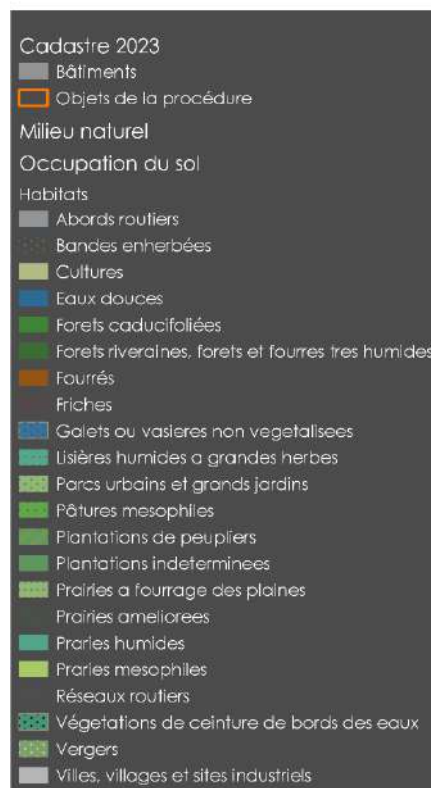 Cadastre 2023
Bâtiments
Objets de la procédure
Milieu naturel
Occupation du sol
Habitats
Abords routiers
Bandes enherbées
Cultures
Eaux douces
Forets caducifoliées
Forets riveraines, forets et fourres tres humides
Fourrés
Friches
Galets ou vasieres non vegetalisees
Lisières humides a grandes herbes
Parcs urbains et grands jardins
Pâtures mesophiles
Plantations de peupliers
Plantations indeterminees
Prairies a fourrage des plaines
Prairies ameliorees
Praries humides
Praries mesophiles
Réseaux routiers
Végetations de ceinture de bords des eaux
Vergers
Villes, villages et sites industriels